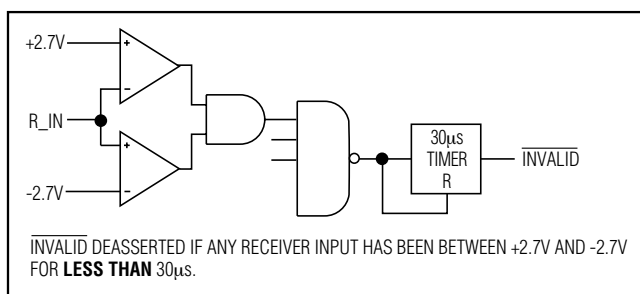 +2.7V
+
-
R_IN
+
-
-2.7V
30µs
TIMER
R
INVALID
INVALID DEASSERTED IF ANY RECEIVER INPUT HAS BEEN BETWEEN +2.7V AND -2.7V
FOR LESS THAN 30µs.